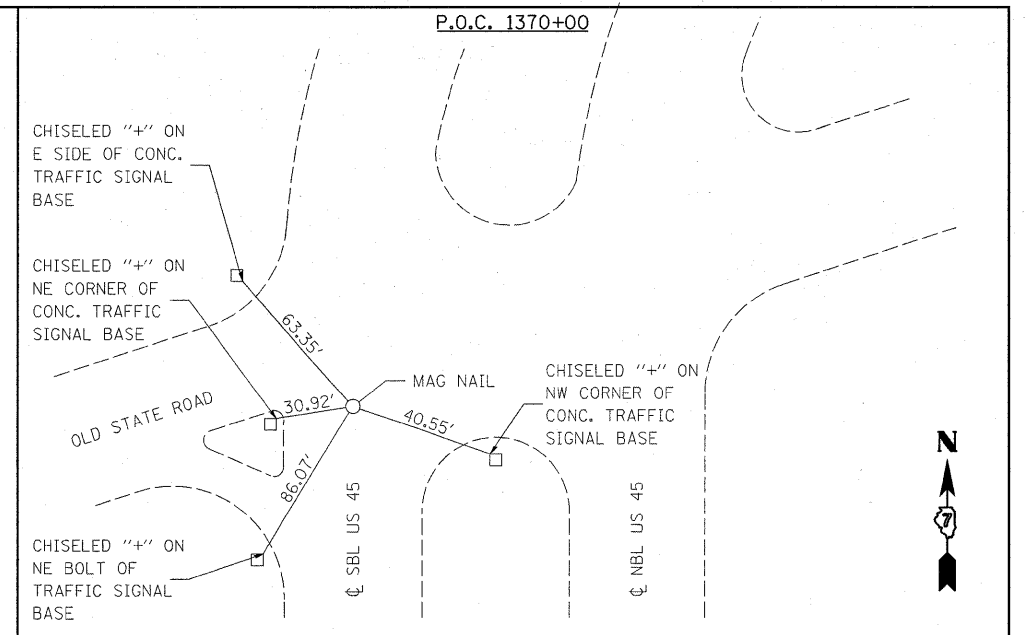 P.O.C. 1370+00
CHISELED "+" ON
E SIDE OF CONC.
TRAFFIC SIGNAL
BASE
CHISELED "+" ON
NE CORNER OF
CONC. TRAFFIC
SIGNAL BASE
63.35'
MAG NAIL
30.92'
40.55'
CHISELED "+" ON
NW CORNER OF
CONC. TRAFFIC
SIGNAL BASE
OLD STATE ROAD
86.07'
CHISELED "+" ON
NE BOLT OF
TRAFFIC SIGNAL
BASE
℄ SBL US 45
℄ NBL US 45
N
7